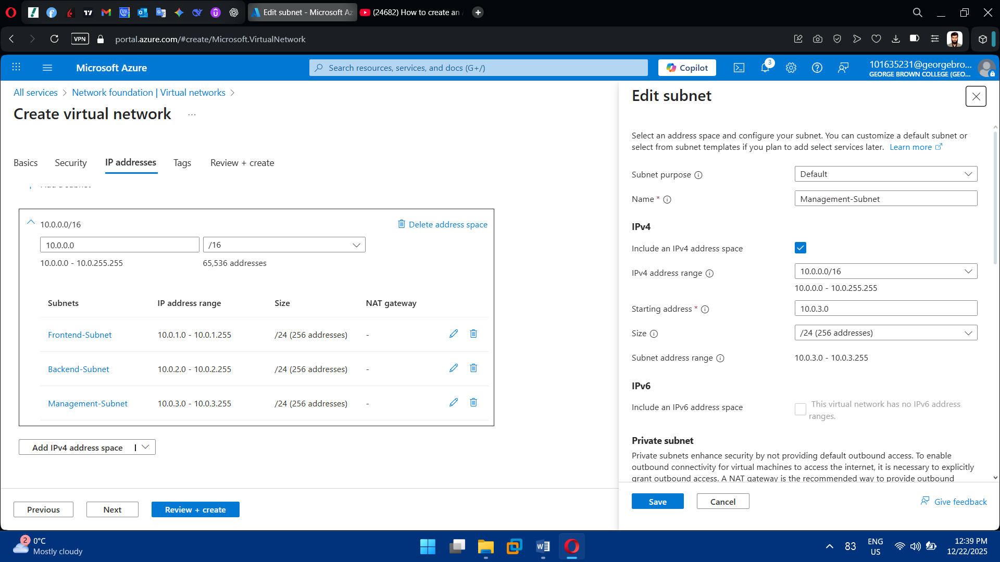 Edit subnet - Microsoft Az
(24682) How to create an
VPN
portal.azure.com/#create/Microsoft.VirtualNetwork
Microsoft Azure
Search resources, services, and docs (G+/)
Copilot
3
101635231@georgebro...
GEORGE BROWN COLLEGE (GEO...
All services > Network foundation | Virtual networks >
Create virtual network ...
Basics
Security
IP addresses
Tags
Review + create
10.0.0.0/16
Delete address space
10.0.0.0
/16
10.0.0.0 - 10.0.255.255
65,536 addresses
Subnets
IP address range
Size
NAT gateway
Frontend-Subnet
10.0.1.0 - 10.0.1.255
/24 (256 addresses)
-
Backend-Subnet
10.0.2.0 - 10.0.2.255
/24 (256 addresses)
-
Management-Subnet
10.0.3.0 - 10.0.3.255
/24 (256 addresses)
-
Add IPv4 address space |
Previous
Next
Review + create
Edit subnet
Select an address space and configure your subnet. You can customize a default subnet or
select from subnet templates if you plan to add select services later. Learn more
Subnet purpose
Default
Name *
Management-Subnet
IPv4
Include an IPv4 address space
IPv4 address range
10.0.0.0/16
10.0.0.0 - 10.0.255.255
Starting address *
10.0.3.0
Size
/24 (256 addresses)
Subnet address range
10.0.3.0 - 10.0.3.255
IPv6
Include an IPv6 address space
This virtual network has no IPv6 address
ranges.
Private subnet
Private subnets enhance security by not providing default outbound access. To enable
outbound connectivity for virtual machines to access the internet, it is necessary to explicitly
grant outbound access. A NAT gateway is the recommended way to provide outbound
Save
Cancel
Give feedback
2
0°C
Mostly cloudy
83
ENG
US
12:39 PM
12/22/2025